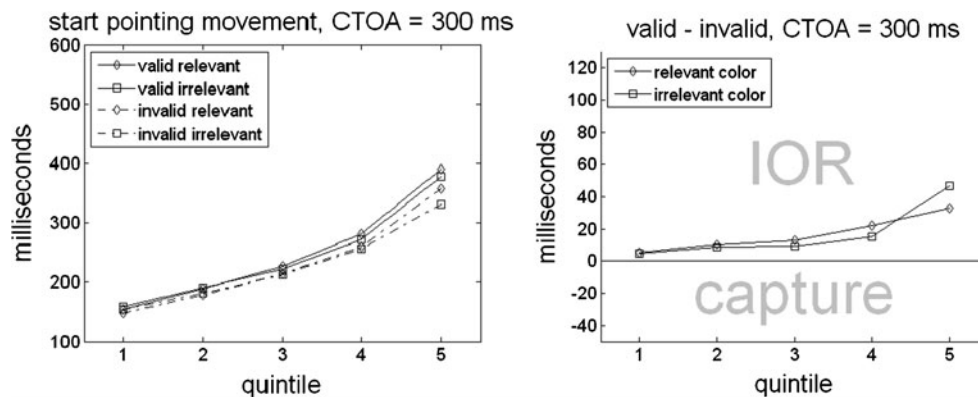 start pointing movement, CTOA = 300 ms
600
500
400
300
200
100
milliseconds
valid relevant
valid irrelevant
invalid relevant
invalid irrelevant
1 2 3 4 5
quintile
valid - invalid, CTOA = 300 ms
120
100
80
60
40
20
0
-20
-40
milliseconds
relevant color
irrelevant color
IOR
capture
1 2 3 4 5
quintile